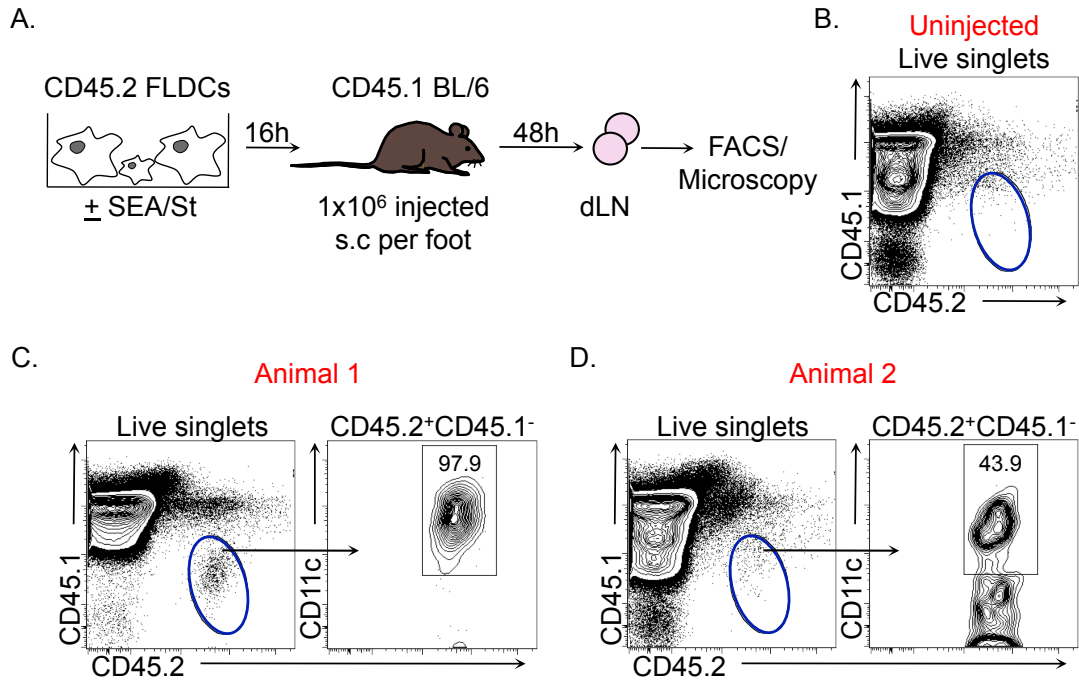 A.
CD45.2 FLDCs
± SEA/St
16h
CD45.1 BL/6
1x10⁶ injected
s.c per foot
48h
dLN
FACS/
Microscopy
B.
Uninjected
Live singlets
CD45.1
CD45.2
C.
Animal 1
Live singlets
CD45.1
CD45.2
CD45.2⁺CD45.1⁻
97.9
CD11c
D.
Animal 2
Live singlets
CD45.1
CD45.2
CD45.2⁺CD45.1⁻
43.9
CD11c